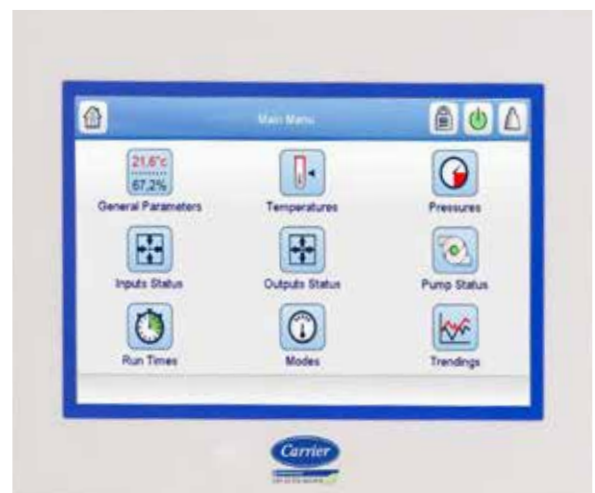 Main Menu
21,6°c
67,2%
General Parameters
Temperatures
Pressures
Inputs Status
Outputs Status
Pump Status
Run Times
Modes
Trendings
Carrier